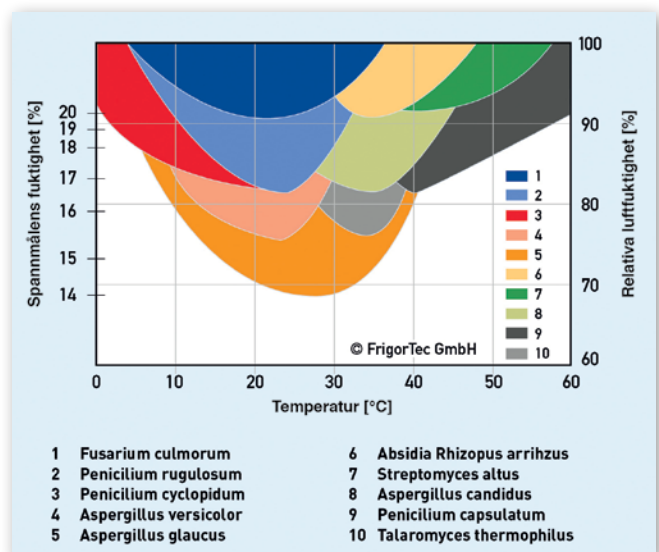 Spannmålens fuktighet [%]
20
19
18
17
16
15
14
100
90
80
70
60
Relativa luftfuktighet [%]
1
2
3
4
5
6
7
8
9
10
© FrigorTec GmbH
0 10 20 30 40 50 60
Temperatur [°C]
1 Fusarium culmorum
2 Penicilium rugulosum
3 Penicilium cyclopidum
4 Aspergillus versicolor
5 Aspergillus glaucus
6 Absidia Rhizopus arrihzus
7 Streptomyces altus
8 Aspergillus candidus
9 Penicilium capsulatum
10 Talaromyces thermophilus